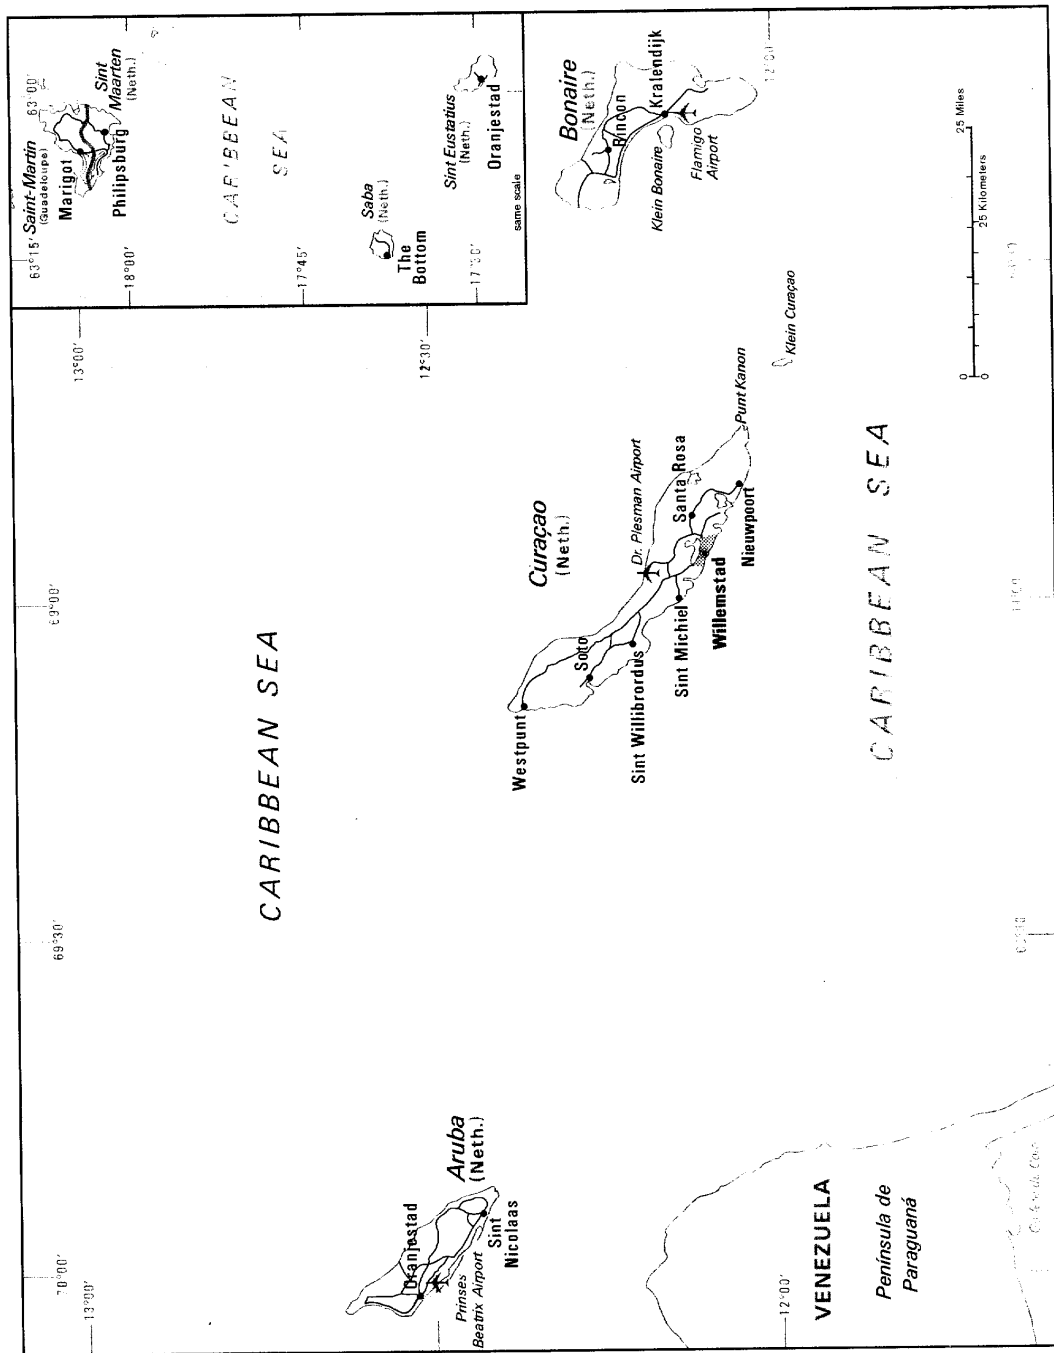 70°00'
69°30'
69°00'
13°00'
13°00'
63°15'
63°00'
Saint-Martin
(Guadeloupe)
Marigot
Sint
Maarten
(Neth.)
Philipsburg
18°00'
CARIBBEAN
SEA
17°45'
Saba
(Neth.)
The
Bottom
Sint Eustatius
(Neth.)
Oranjestad
same scale
12°30'
CARIBBEAN SEA
Aruba
(Neth.)
Oranjestad
Prinses
Beatrix Airport
Sint
Nicolaas
Curaçao
(Neth.)
Westpunt
Soto
Sint Willibrordus
Dr. Plesman Airport
Sint Michiel
Santa Rosa
Willemstad
Nieuwpoort
Punt Kanon
Klein Curaçao
Bonaire
(Neth.)
Rincon
Kralendijk
Klein Bonaire
Flamigo
Airport
12°00'
12°00'
VENEZUELA
Península de
Paraguaná
CARIBBEAN SEA
0 25 Miles
0 25 Kilometers